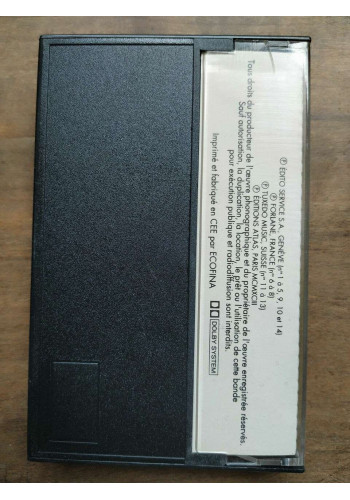 ℗ EDITO SERVICE S.A., GENÈVE (n° 1 à 5, 9, 10 et 14)
℗ FORLANE, FRANCE (n° 6 à 8)
℗ TUXEDO MUSIC, SUISSE (n° 11 à 13)
℗ EDITIONS ATLAS, PARIS MCMXCIII
Tous droits du producteur de l'œuvre phonographique et du propriétaire de l'œuvre enregistrée réservés.
Sauf autorisation, la duplication, la location, le prêt ou l'utilisation de cette bande
pour exécution publique et radiodiffusion sont interdits.
Imprimé et fabriqué en CEE par ECOFINA
DOLBY SYSTEM